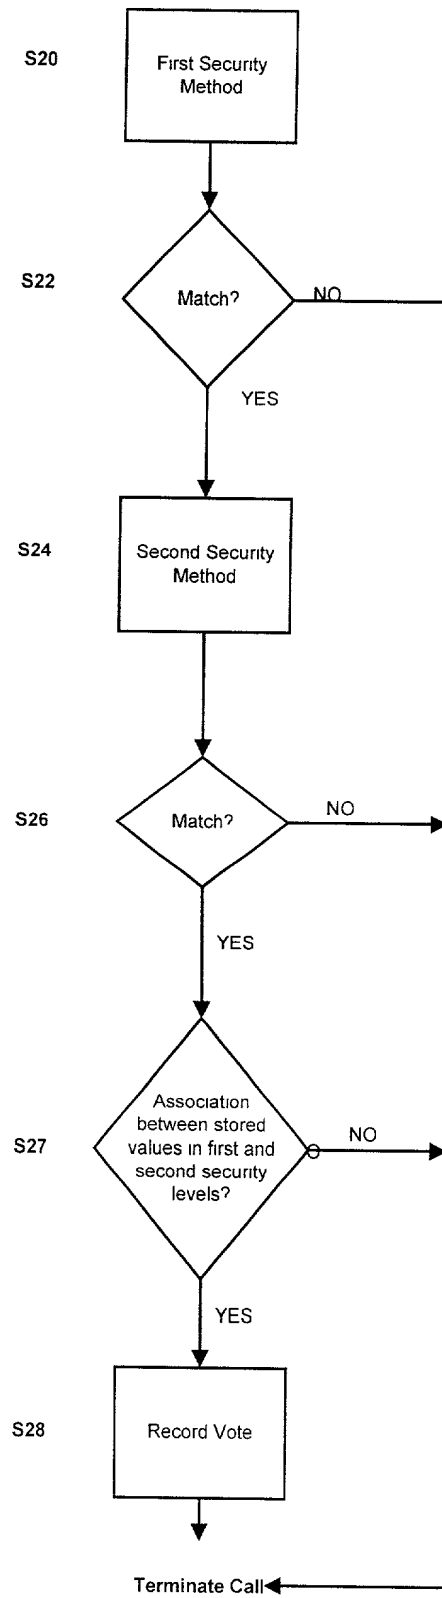 S20
First Security
Method
S22
Match?
NO
YES
S24
Second Security
Method
S26
Match?
NO
YES
S27
Association
between stored
values in first and
second security
levels?
NO
YES
S28
Record Vote
Terminate Call